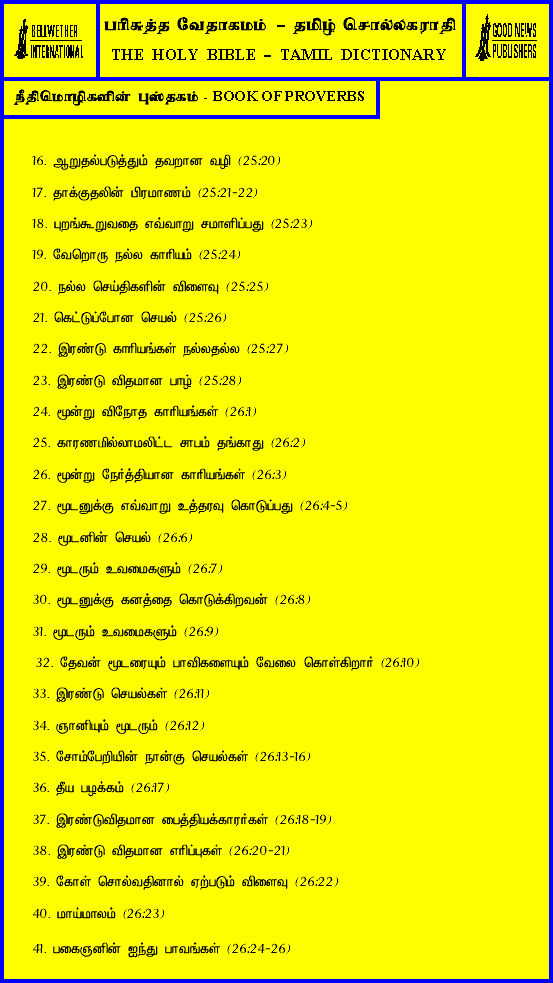 BELLWETHER
INTERNATIONAL
பரிசுத்த வேதாகமம் – தமிழ் சொல்லகராதி
THE HOLY BIBLE – TAMIL DICTIONARY
GOOD NEWS
PUBLISHERS
நீதிமொழிகளின் புஸ்தகம் - BOOK OF PROVERBS
16. ஆறுதல்படுத்தும் தவறான வழி (25:20)
17. தாக்குதலின் பிரமாணம் (25:21-22)
18. புறங்கூறுவதை எவ்வாறு சமாளிப்பது (25:23)
19. வேறொரு நல்ல காரியம் (25:24)
20. நல்ல செய்திகளின் விளைவு (25:25)
21. கெட்டுப்போன செயல் (25:26)
22. இரண்டு காரியங்கள் நல்லதல்ல (25:27)
23. இரண்டு விதமான பாழ் (25:28)
24. மூன்று விநோத காரியங்கள் (26:1)
25. காரணமில்லாமலிட்ட சாபம் தங்காது (26:2)
26. மூன்று நேர்த்தியான காரியங்கள் (26:3)
27. மூடனுக்கு எவ்வாறு உத்தரவு கொடுப்பது (26:4-5)
28. மூடனின் செயல் (26:6)
29. மூடரும் உவமைகளும் (26:7)
30. மூடனுக்கு கனத்தை கொடுக்கிறவன் (26:8)
31. மூடரும் உவமைகளும் (26:9)
32. தேவன் மூடரையும் பாவிகளையும் வேலை கொள்கிறார் (26:10)
33. இரண்டு செயல்கள் (26:11)
34. ஞானியும் மூடரும் (26:12)
35. சோம்பேறியின் நான்கு செயல்கள் (26:13-16)
36. தீய பழக்கம் (26:17)
37. இரண்டுவிதமான பைத்தியக்காரர்கள் (26:18-19)
38. இரண்டு விதமான எரிப்புகள் (26:20-21)
39. கோள் சொல்வதினால் ஏற்படும் விளைவு (26:22)
40. மாய்மாலம் (26:23)
41. பகைஞனின் ஐந்து பாவங்கள் (26:24-26)